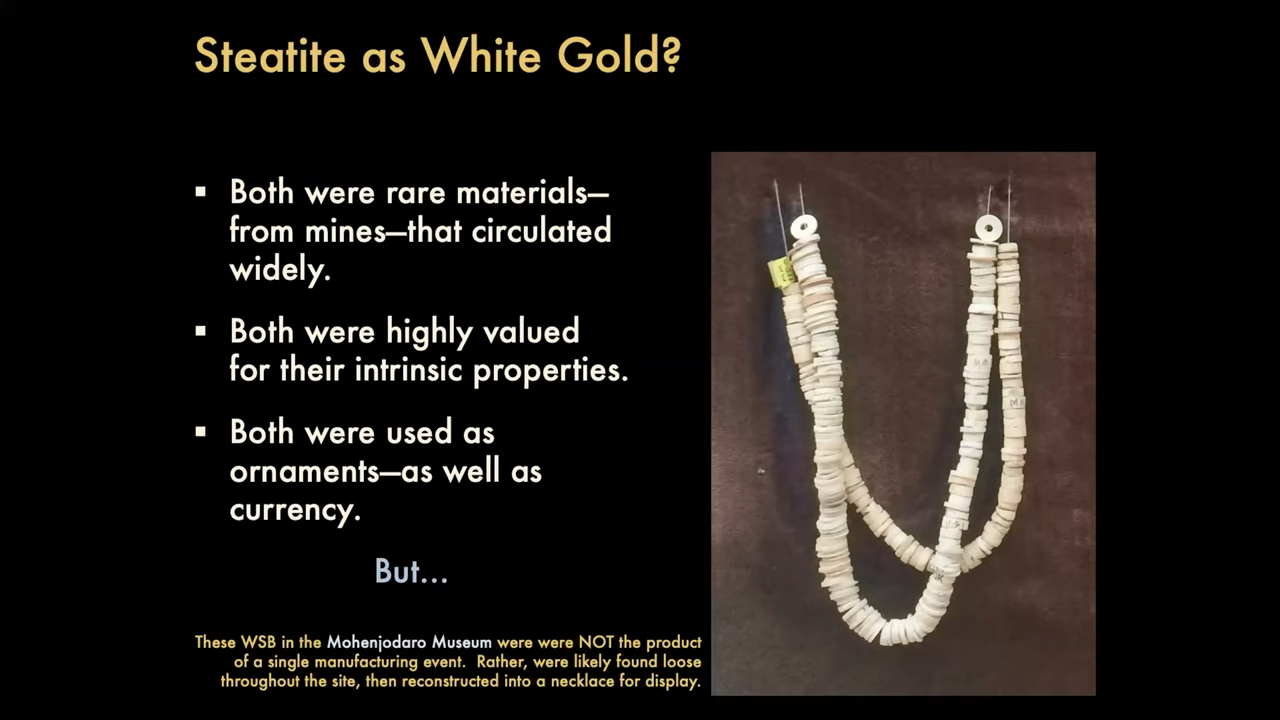 Steatite as White Gold?
▪ Both were rare materials—
from mines—that circulated
widely.
▪ Both were highly valued
for their intrinsic properties.
▪ Both were used as
ornaments—as well as
currency.
But...
These WSB in the Mohenjodaro Museum were were NOT the product
of a single manufacturing event. Rather, were likely found loose
throughout the site, then reconstructed into a necklace for display.